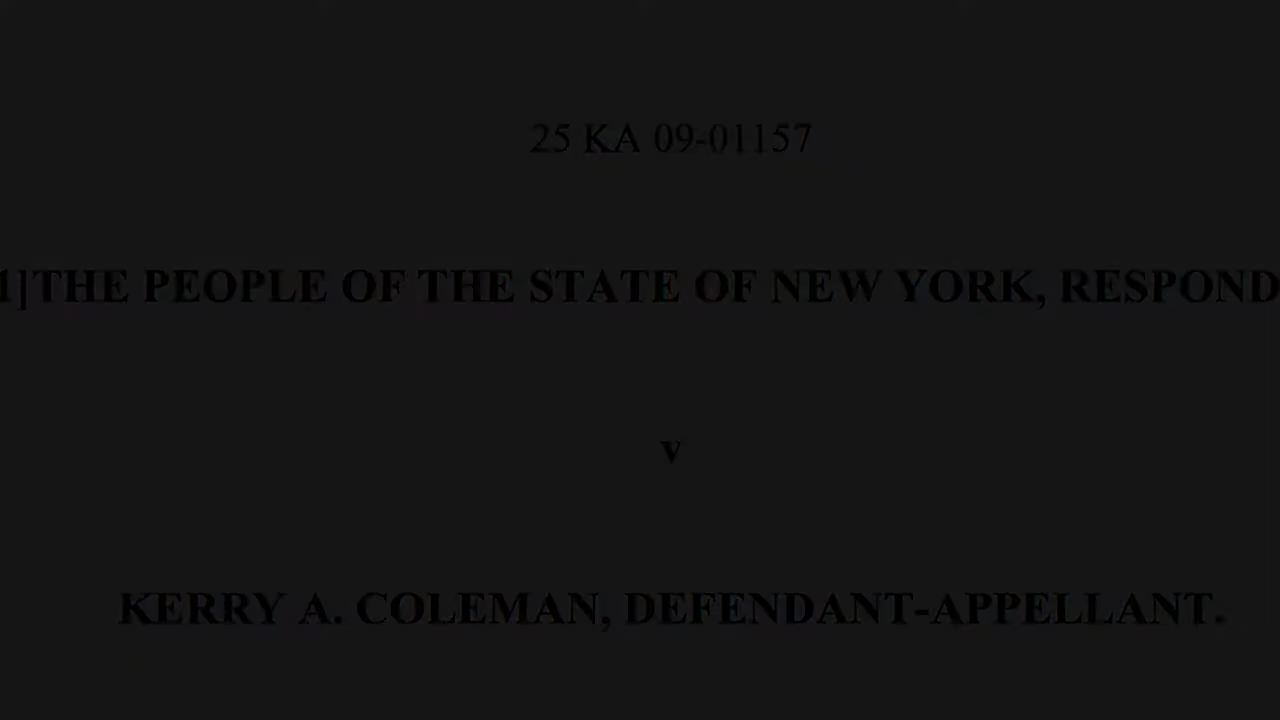 25 KA 09-01157
1]THE PEOPLE OF THE STATE OF NEW YORK, RESPOND
v
KERRY A. COLEMAN, DEFENDANT-APPELLANT.